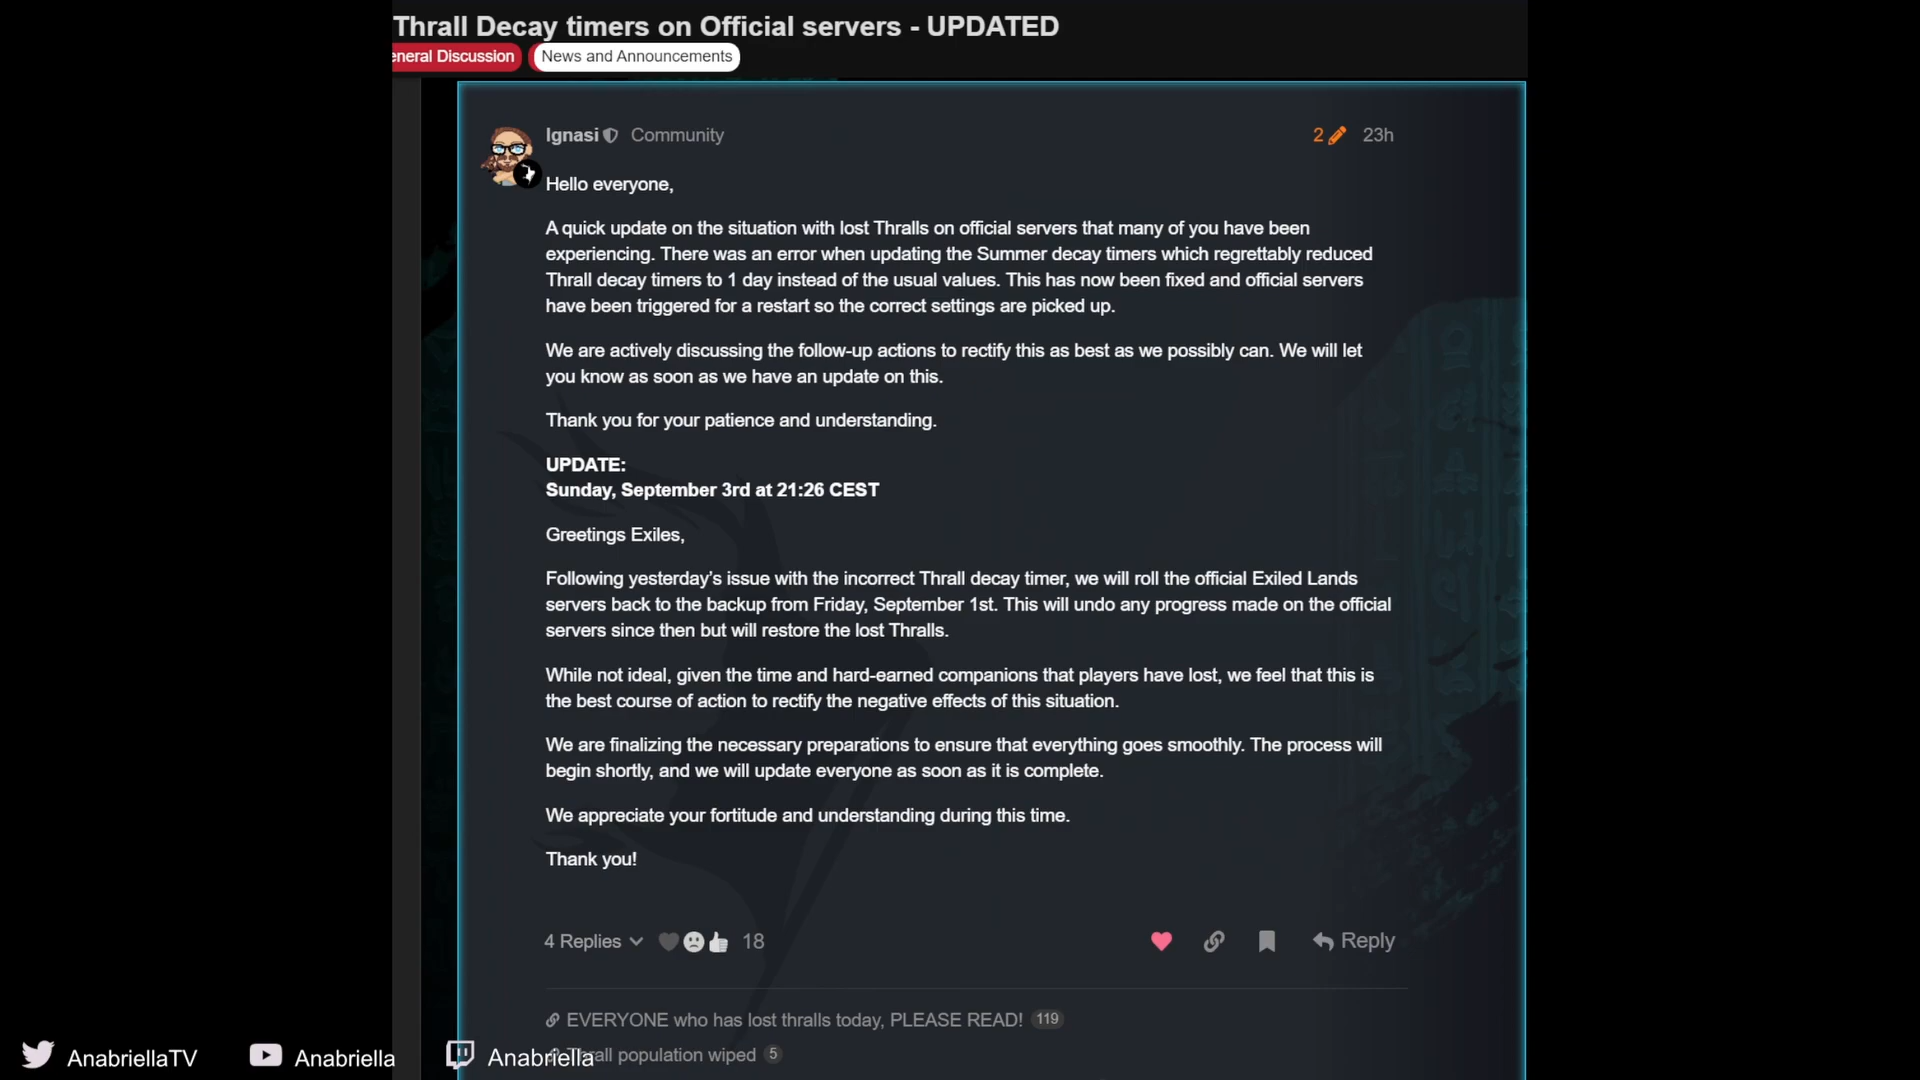 Thrall Decay timers on Official servers - UPDATED
eneral Discussion News and Announcements
Ignasi Community 2 23h
Hello everyone,
A quick update on the situation with lost Thralls on official servers that many of you have been
experiencing. There was an error when updating the Summer decay timers which regrettably reduced
Thrall decay timers to 1 day instead of the usual values. This has now been fixed and official servers
have been triggered for a restart so the correct settings are picked up.
We are actively discussing the follow-up actions to rectify this as best as we possibly can. We will let
you know as soon as we have an update on this.
Thank you for your patience and understanding.
UPDATE:
Sunday, September 3rd at 21:26 CEST
Greetings Exiles,
Following yesterday’s issue with the incorrect Thrall decay timer, we will roll the official Exiled Lands
servers back to the backup from Friday, September 1st. This will undo any progress made on the official
servers since then but will restore the lost Thralls.
While not ideal, given the time and hard-earned companions that players have lost, we feel that this is
the best course of action to rectify the negative effects of this situation.
We are finalizing the necessary preparations to ensure that everything goes smoothly. The process will
begin shortly, and we will update everyone as soon as it is complete.
We appreciate your fortitude and understanding during this time.
Thank you!
4 Replies 18 Reply
EVERYONE who has lost thralls today, PLEASE READ! 119
Thrall population wiped 5
AnabriellaTV Anabriella Anabriella